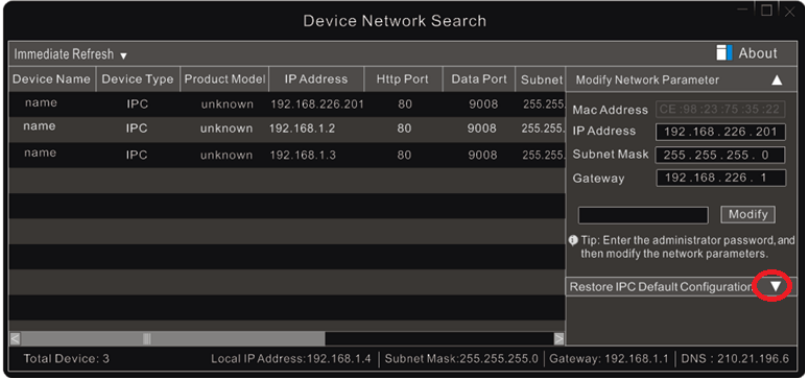 Device Network Search
Immediate Refresh ▼
About
Device Name Device Type Product Model IP Address Http Port Data Port Subnet
name IPC unknown 192.168.226.201 80 9008 255.255.
name IPC unknown 192.168.1.2 80 9008 255.255.
name IPC unknown 192.168.1.3 80 9008 255.255.
Modify Network Parameter ▲
Mac Address CE:98:23:75:35:22
IP Address 192.168.226.201
Subnet Mask 255.255.255.0
Gateway 192.168.226.1
Modify
Tip: Enter the administrator password, and
then modify the network parameters.
Restore IPC Default Configuration ▼
Total Device: 3 Local IP Address:192.168.1.4 Subnet Mask:255.255.255.0 Gateway: 192.168.1.1 DNS : 210.21.196.6